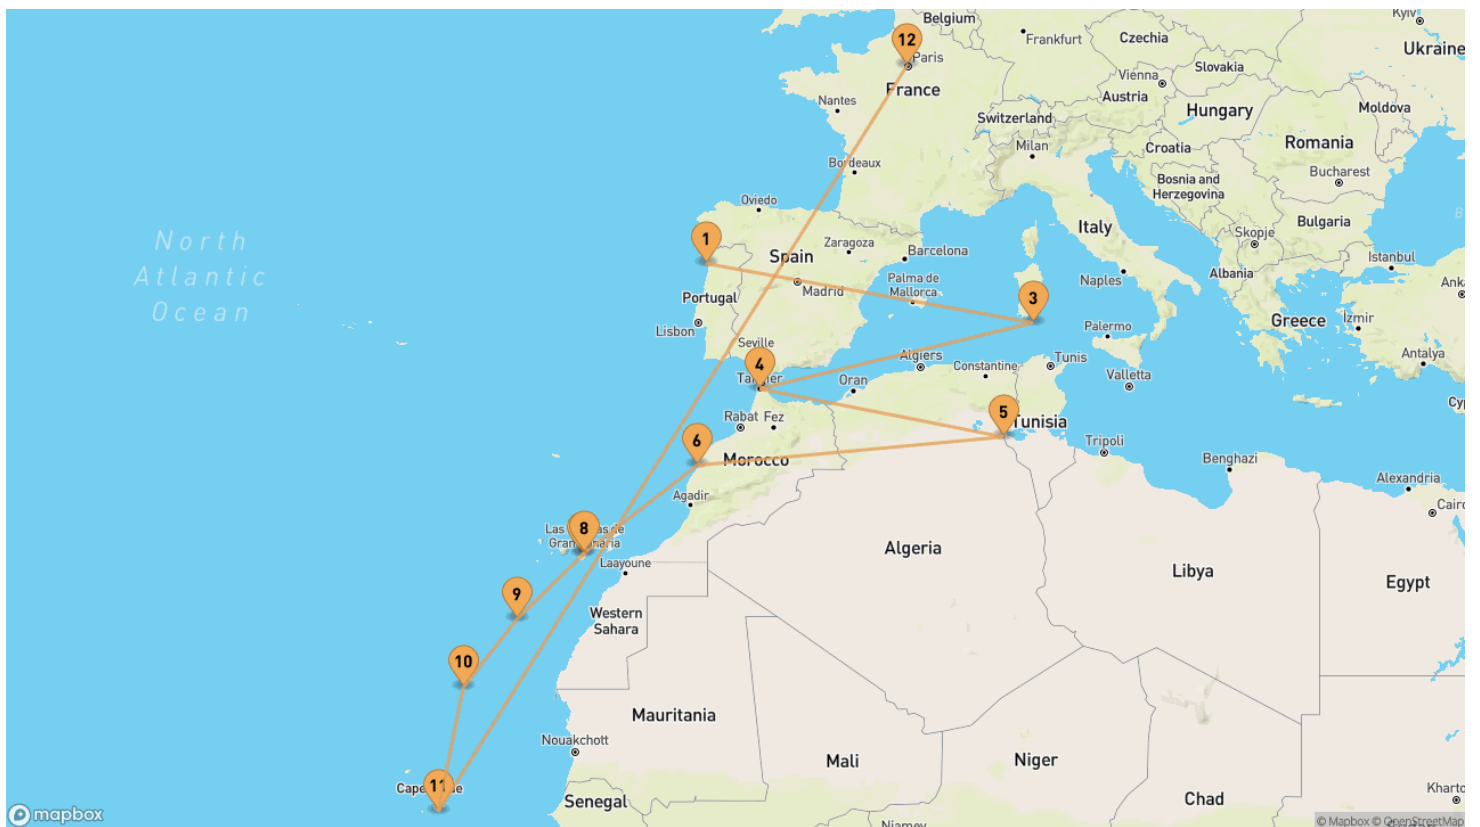 Belgium
Kyiv
12
Paris
Frankfurt
Czechia
Ukraine
Slovakia
Vienna
Austria
France
Nantes
Hungary
Moldova
Switzerland
Milan
Croatia
Romania
Bordeaux
Bucharest
Bosnia and
Herzegovina
Oviedo
Bulgaria
Italy
Skopje
North
Atlantic
Ocean
1
Zaragoza
Barcelona
Spain
Istanbul
Albania
Naples
Palma de
Mallorca
Madrid
Portugal
3
Lisbon
Palermo
Greece
Izmir
Seville
Algiers
Tunis
Antalya
4
Constantine
Valletta
Oran
5
Tunisia
Rabat
Fez
6
Morocco
Tripoli
Benghazi
Alexandria
Agadir
8
Laayoune
Algeria
Libya
Egypt
9
Western
Sahara
10
Mauritania
Nouakchott
Mali
Niger
11
Senegal
Chad
mapbox
© Mapbox © OpenStreetMap